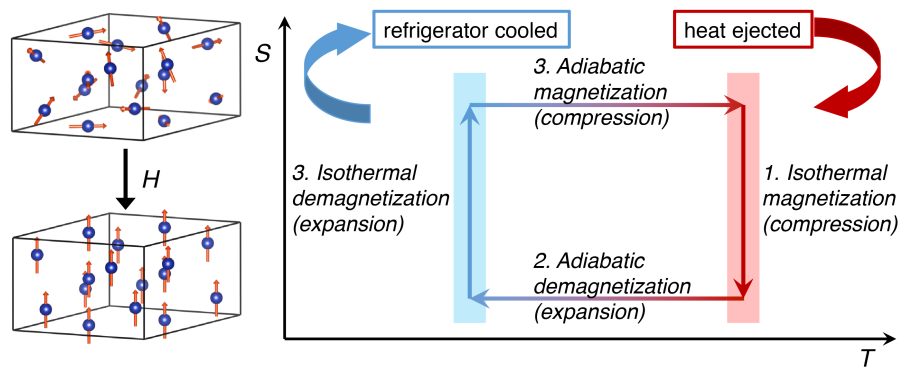 refrigerator cooled
heat ejected
S
3. Adiabatic
magnetization
(compression)
H
3. Isothermal
demagnetization
(expansion)
1. Isothermal
magnetization
(compression)
2. Adiabatic
demagnetization
(expansion)
T